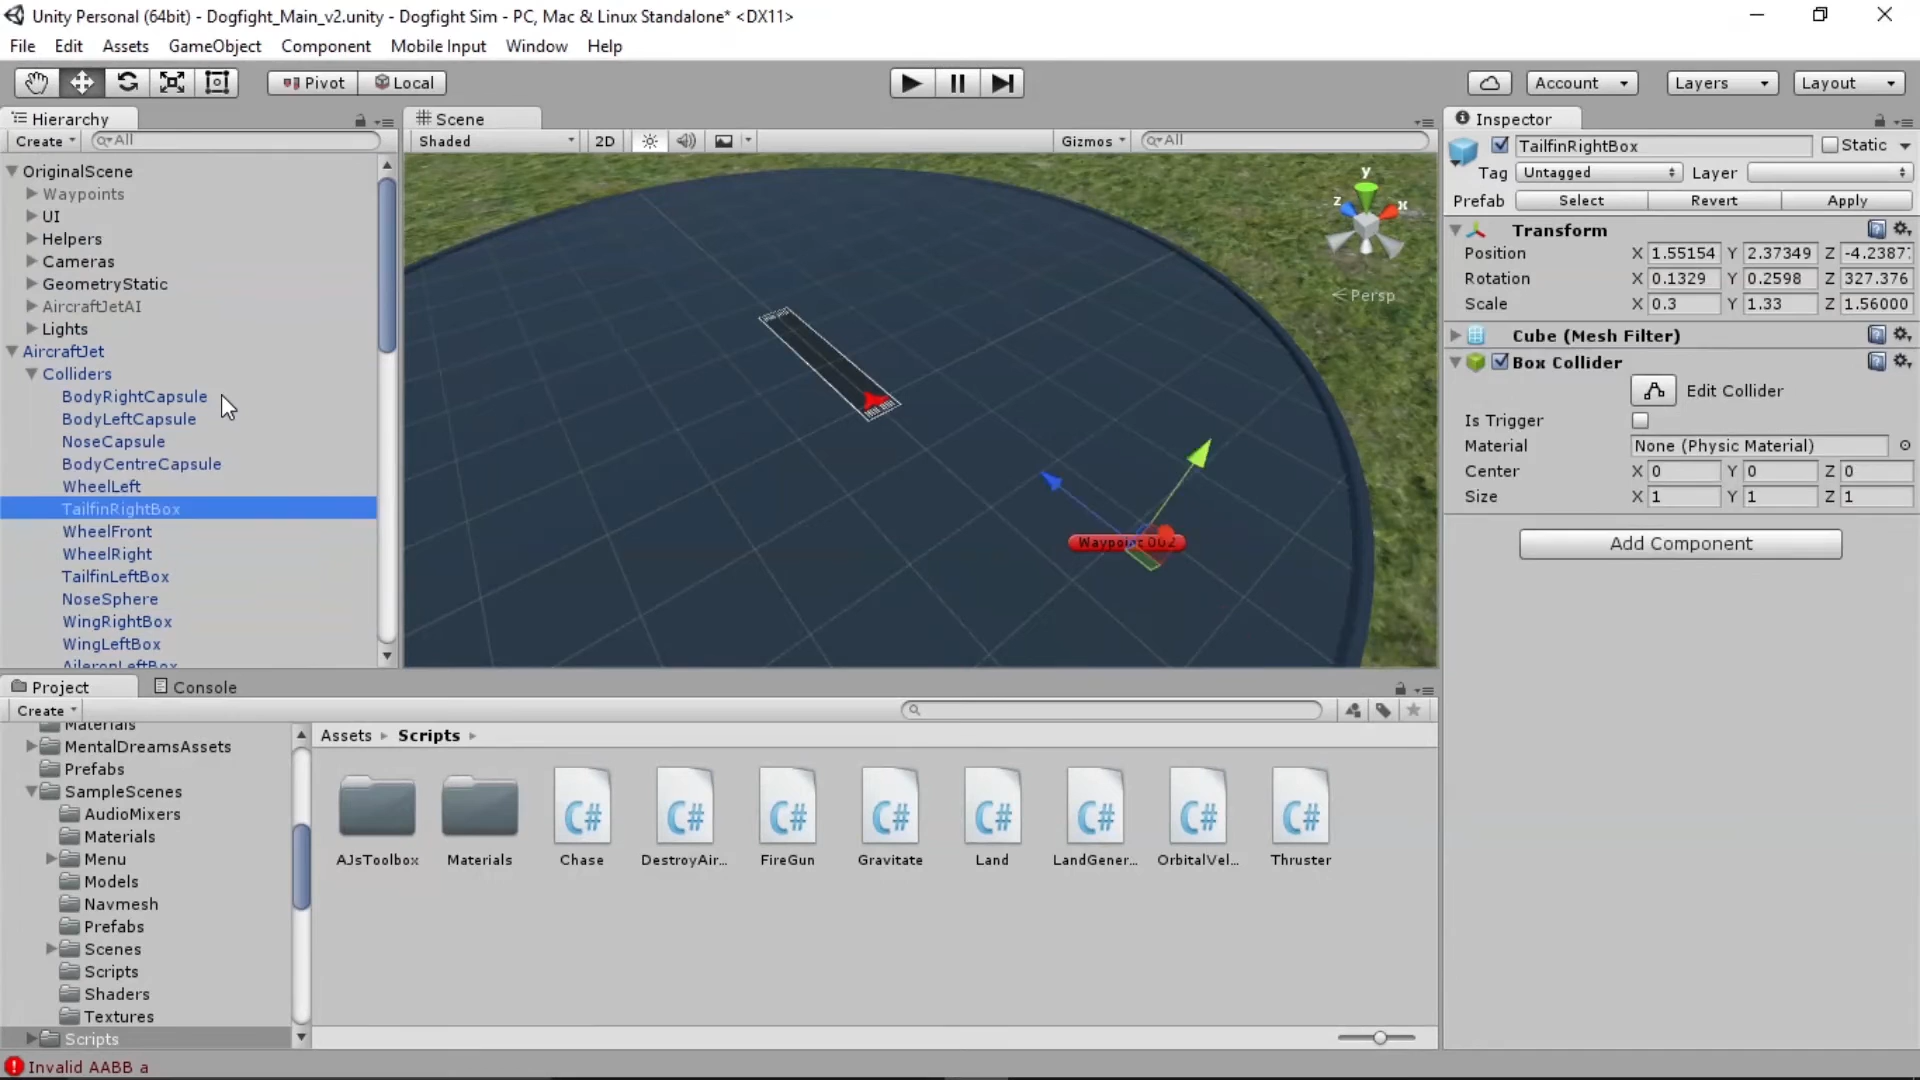 Unity Personal (64bit) - Dogfight_Main_v2.unity - Dogfight Sim - PC, Mac & Linux Standalone* <DX11>
File Edit Assets GameObject Component Mobile Input Window Help
Pivot Local Account Layers Layout
Hierarchy
Create All
OriginalScene
Waypoints
UI
Helpers
Cameras
GeometryStatic
AircraftJetAI
Lights
AircraftJet
Colliders
BodyRightCapsule
BodyLeftCapsule
NoseCapsule
BodyCentreCapsule
WheelLeft
TailfinRightBox
WheelFront
WheelRight
TailfinLeftBox
NoseSphere
WingRightBox
WingLeftBox
AileronLeftBox
Scene
Shaded 2D Gizmos All
y
z x
Persp
Waypoint 002
Inspector
TailfinRightBox Static
Tag Untagged Layer
Prefab Select Revert Apply
Transform
Position X 1.55154 Y 2.37349 Z -4.2387
Rotation X 0.1329 Y 0.2598 Z 327.376
Scale X 0.3 Y 1.33 Z 1.56000
Cube (Mesh Filter)
Box Collider
Edit Collider
Is Trigger
Material None (Physic Material)
Center X 0 Y 0 Z 0
Size X 1 Y 1 Z 1
Add Component
Project Console
Create
Materials
MentalDreamsAssets
Prefabs
SampleScenes
AudioMixers
Materials
Menu
Models
Navmesh
Prefabs
Scenes
Scripts
Shaders
Textures
Scripts
Assets Scripts
C# C# C# C# C# C# C# C#
AJsToolbox Materials Chase DestroyAir... FireGun Gravitate Land LandGener... OrbitalVel... Thruster
Invalid AABB a